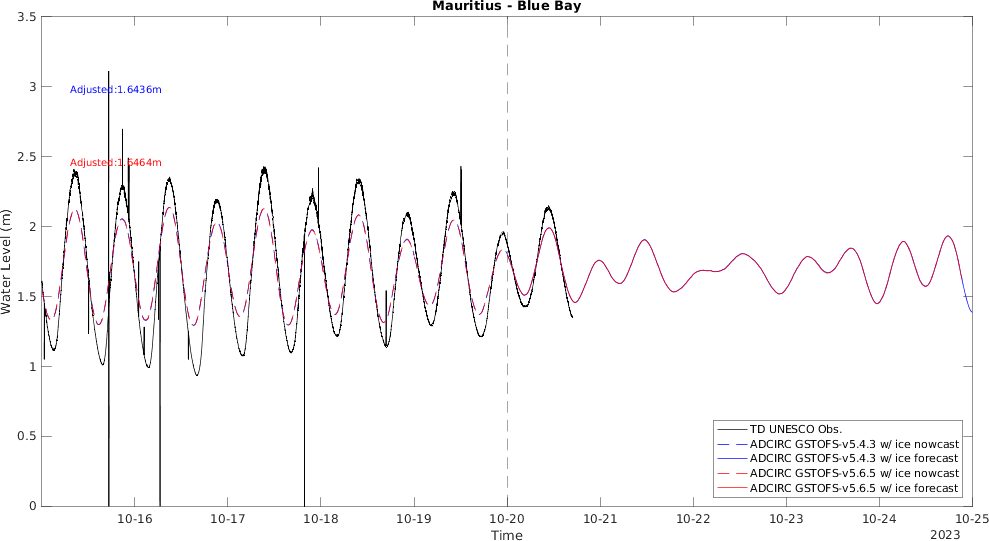 Mauritius - Blue Bay
3.5
3
2.5
2
1.5
1
0.5
0
Water Level (m)
Adjusted:1.6436m
Adjusted:1.6464m
TD UNESCO Obs.
ADCIRC GSTOFS-v5.4.3 w/ ice nowcast
ADCIRC GSTOFS-v5.4.3 w/ ice forecast
ADCIRC GSTOFS-v5.6.5 w/ ice nowcast
ADCIRC GSTOFS-v5.6.5 w/ ice forecast
10-16 10-17 10-18 10-19 10-20 10-21 10-22 10-23 10-24 10-25
Time
2023